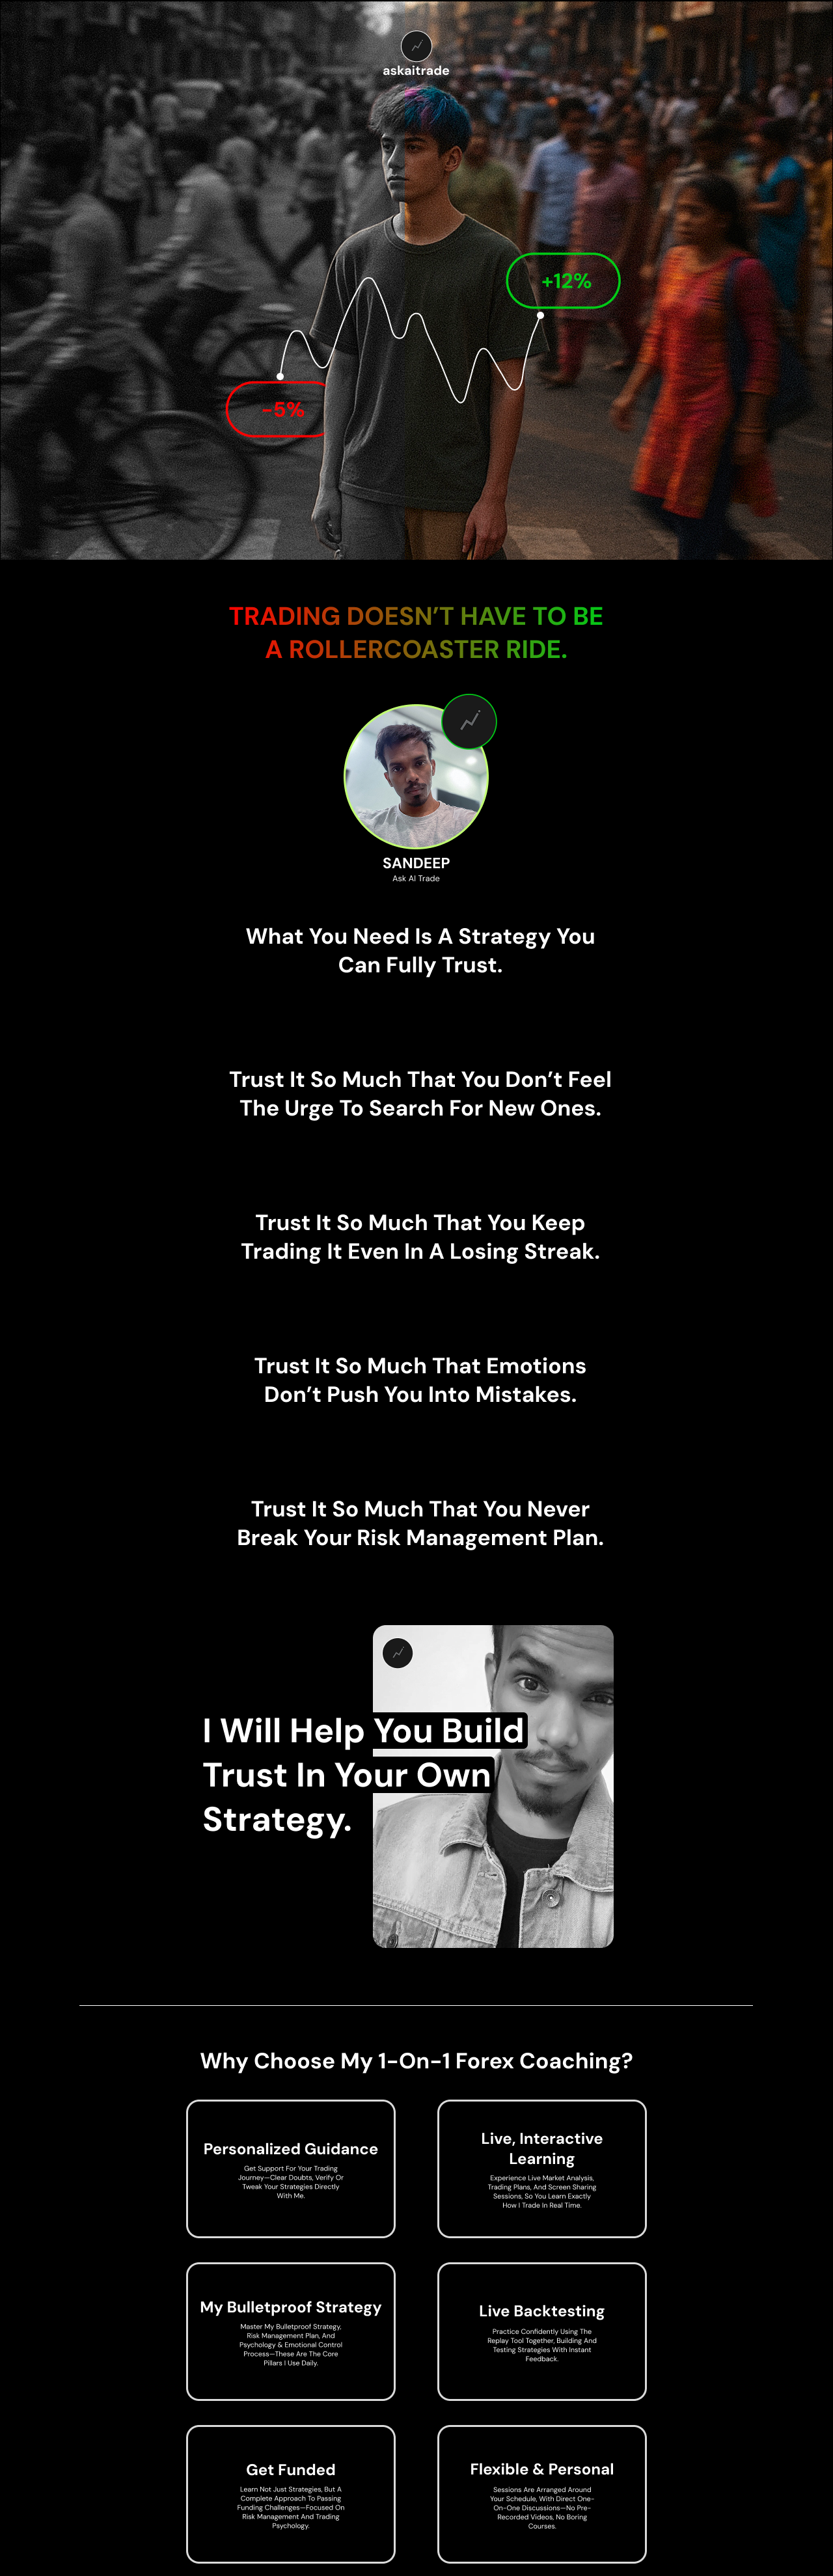 askaitrade
+12%
-5%
TRADING DOESN'T HAVE TO BE
A ROLLERCOASTER RIDE.
SANDEEP
Ask AI Trade
What You Need Is A Strategy You
Can Fully Trust.
Trust It So Much That You Don't Feel
The Urge To Search For New Ones.
Trust It So Much That You Keep
Trading It Even In A Losing Streak.
Trust It So Much That Emotions
Don't Push You Into Mistakes.
Trust It So Much That You Never
Break Your Risk Management Plan.
I Will Help You Build
Trust In Your Own
Strategy.
Why Choose My 1-On-1 Forex Coaching?
Personalized Guidance
Get Support For Your Trading
Journey—Clear Doubts, Verify Or
Tweak Your Strategies Directly
With Me.
Live, Interactive
Learning
Experience Live Market Analysis,
Trading Plans, And Screen Sharing
Sessions, So You Learn Exactly
How I Trade In Real Time.
My Bulletproof Strategy
Master My Bulletproof Strategy,
Risk Management Plan, And
Psychology & Emotional Control
Process—These Are The Core
Pillars I Use Daily.
Live Backtesting
Practice Confidently Using The
Replay Tool Together, Building And
Testing Strategies With Instant
Feedback.
Get Funded
Learn Not Just Strategies, But A
Complete Approach To Passing
Funding Challenges—Focused On
Risk Management And Trading
Psychology.
Flexible & Personal
Sessions Are Arranged Around
Your Schedule, With Direct One-
On-One Discussions—No Pre-
Recorded Videos, No Boring
Courses.